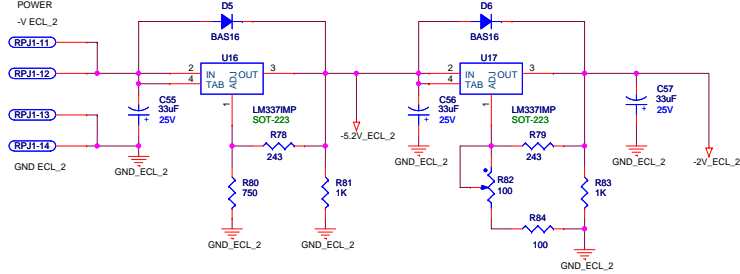 POWER
-V ECL_2
RPJ1-11
RPJ1-12
RPJ1-13
RPJ1-14
GND ECL_2
D5
BAS16
U16
2
4
IN
TAB
ADJ
OUT
3
1
LM337IMP
SOT-223
C55
33uF
25V
+
GND_ECL_2
R78
243
R80
750
GND_ECL_2
R81
1K
GND_ECL_2
-5.2V_ECL_2
D6
BAS16
U17
2
4
IN
TAB
ADJ
OUT
3
1
LM337IMP
SOT-223
C56
33uF
25V
+
GND_ECL_2
R79
243
R82
100
R83
1K
R84
100
GND_ECL_2
C57
33uF
25V
+
GND_ECL_2
-2V_ECL_2